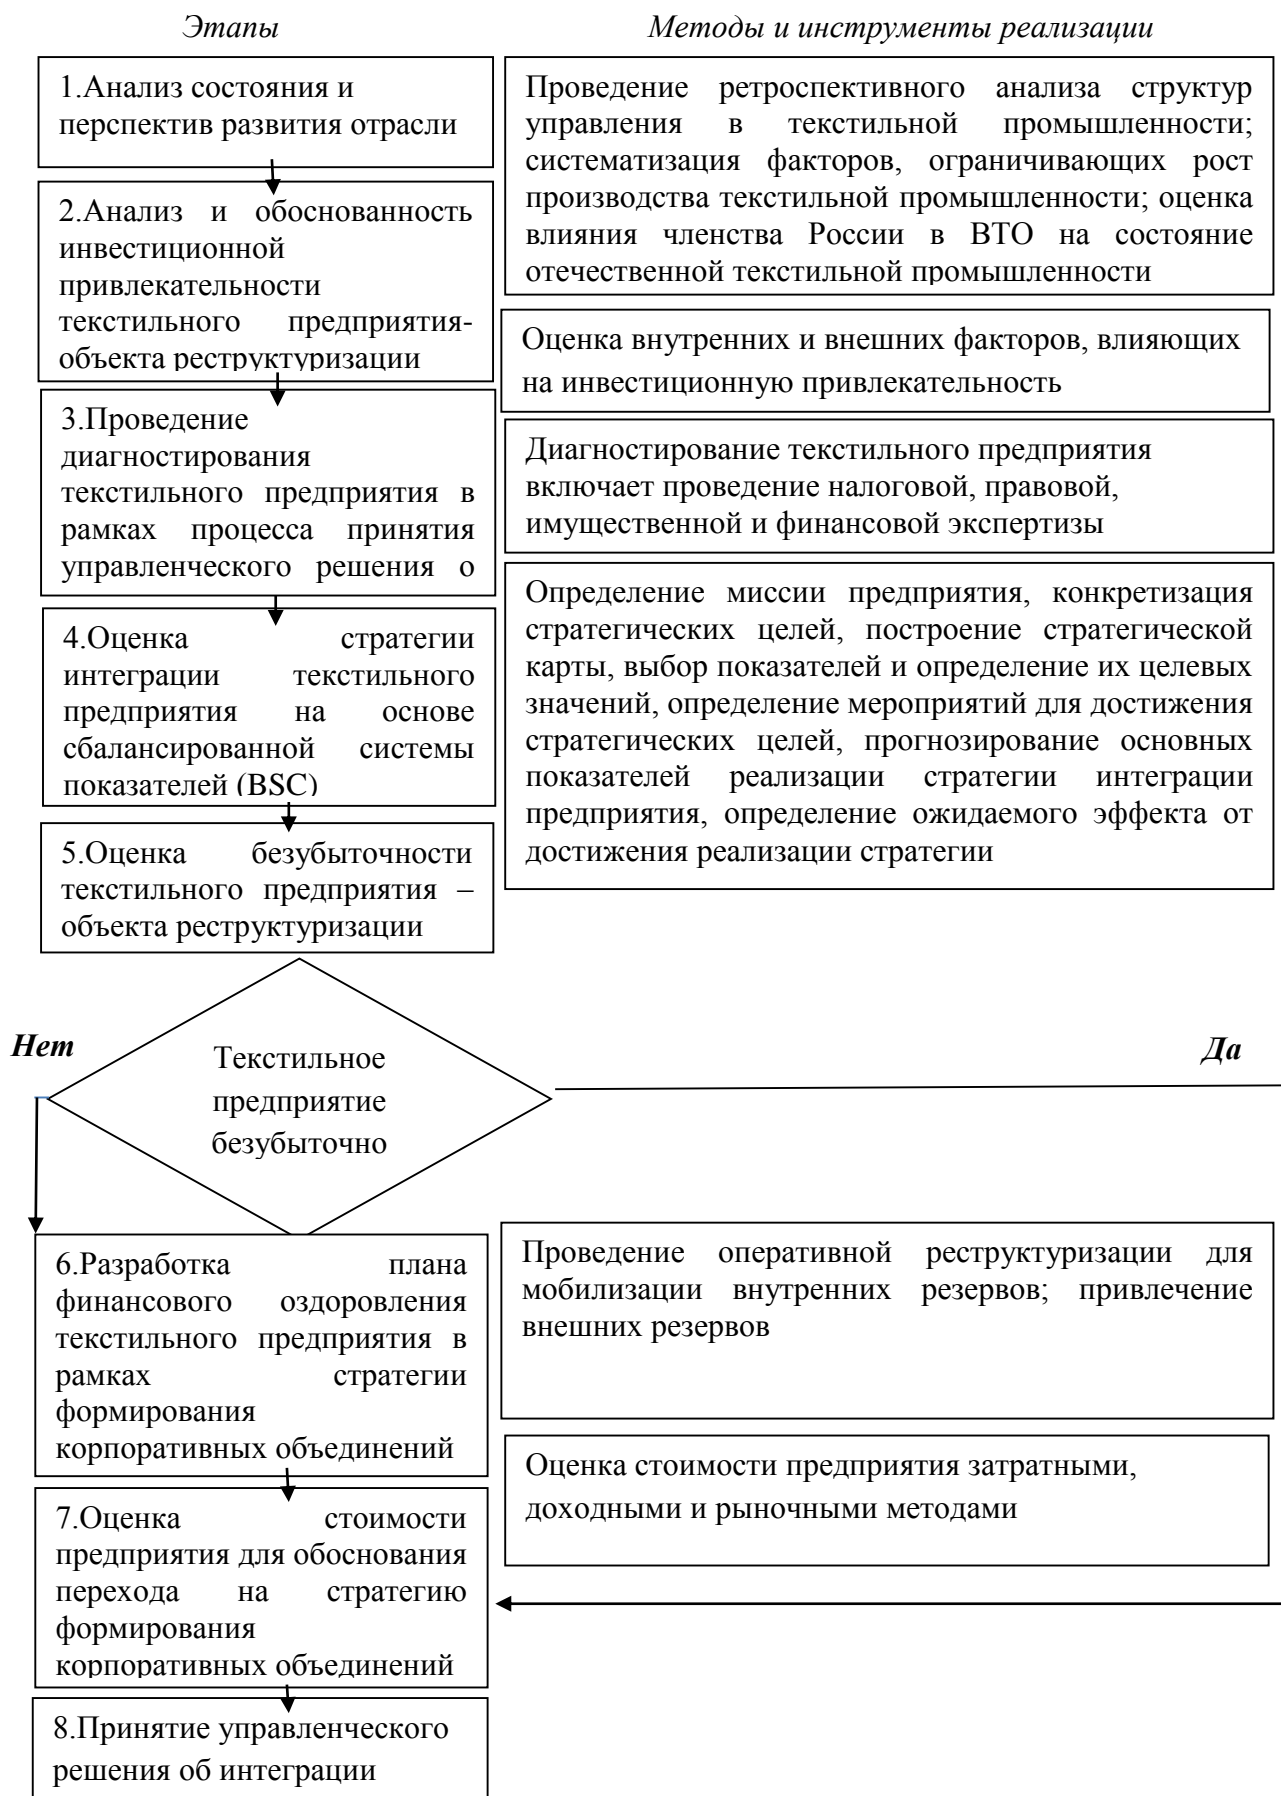 Этапы
Методы и инструменты реализации
1.Анализ состояния и
перспектив развития отрасли
Проведение ретроспективного анализа структур
управления в текстильной промышленности;
систематизация факторов, ограничивающих рост
производства текстильной промышленности; оценка
влияния членства России в ВТО на состояние
отечественной текстильной промышленности
2.Анализ и обоснованность
инвестиционной
привлекательности
текстильного предприятия-
объекта реструктуризации
Оценка внутренних и внешних факторов, влияющих
на инвестиционную привлекательность
3.Проведение
диагностирования
текстильного предприятия в
рамках процесса принятия
управленческого решения о
Диагностирование текстильного предприятия
включает проведение налоговой, правовой,
имущественной и финансовой экспертизы
4.Оценка стратегии
интеграции текстильного
предприятия на основе
сбалансированной системы
показателей (BSC)
Определение миссии предприятия, конкретизация
стратегических целей, построение стратегической
карты, выбор показателей и определение их целевых
значений, определение мероприятий для достижения
стратегических целей, прогнозирование основных
показателей реализации стратегии интеграции
предприятия, определение ожидаемого эффекта от
достижения реализации стратегии
5.Оценка безубыточности
текстильного предприятия –
объекта реструктуризации
Нет
Текстильное
предприятие
безубыточно
Да
6.Разработка плана
финансового оздоровления
текстильного предприятия в
рамках стратегии
формирования
корпоративных объединений
Проведение оперативной реструктуризации для
мобилизации внутренних резервов; привлечение
внешних резервов
7.Оценка стоимости
предприятия для обоснования
перехода на стратегию
формирования
корпоративных объединений
Оценка стоимости предприятия затратными,
доходными и рыночными методами
8.Принятие управленческого
решения об интеграции